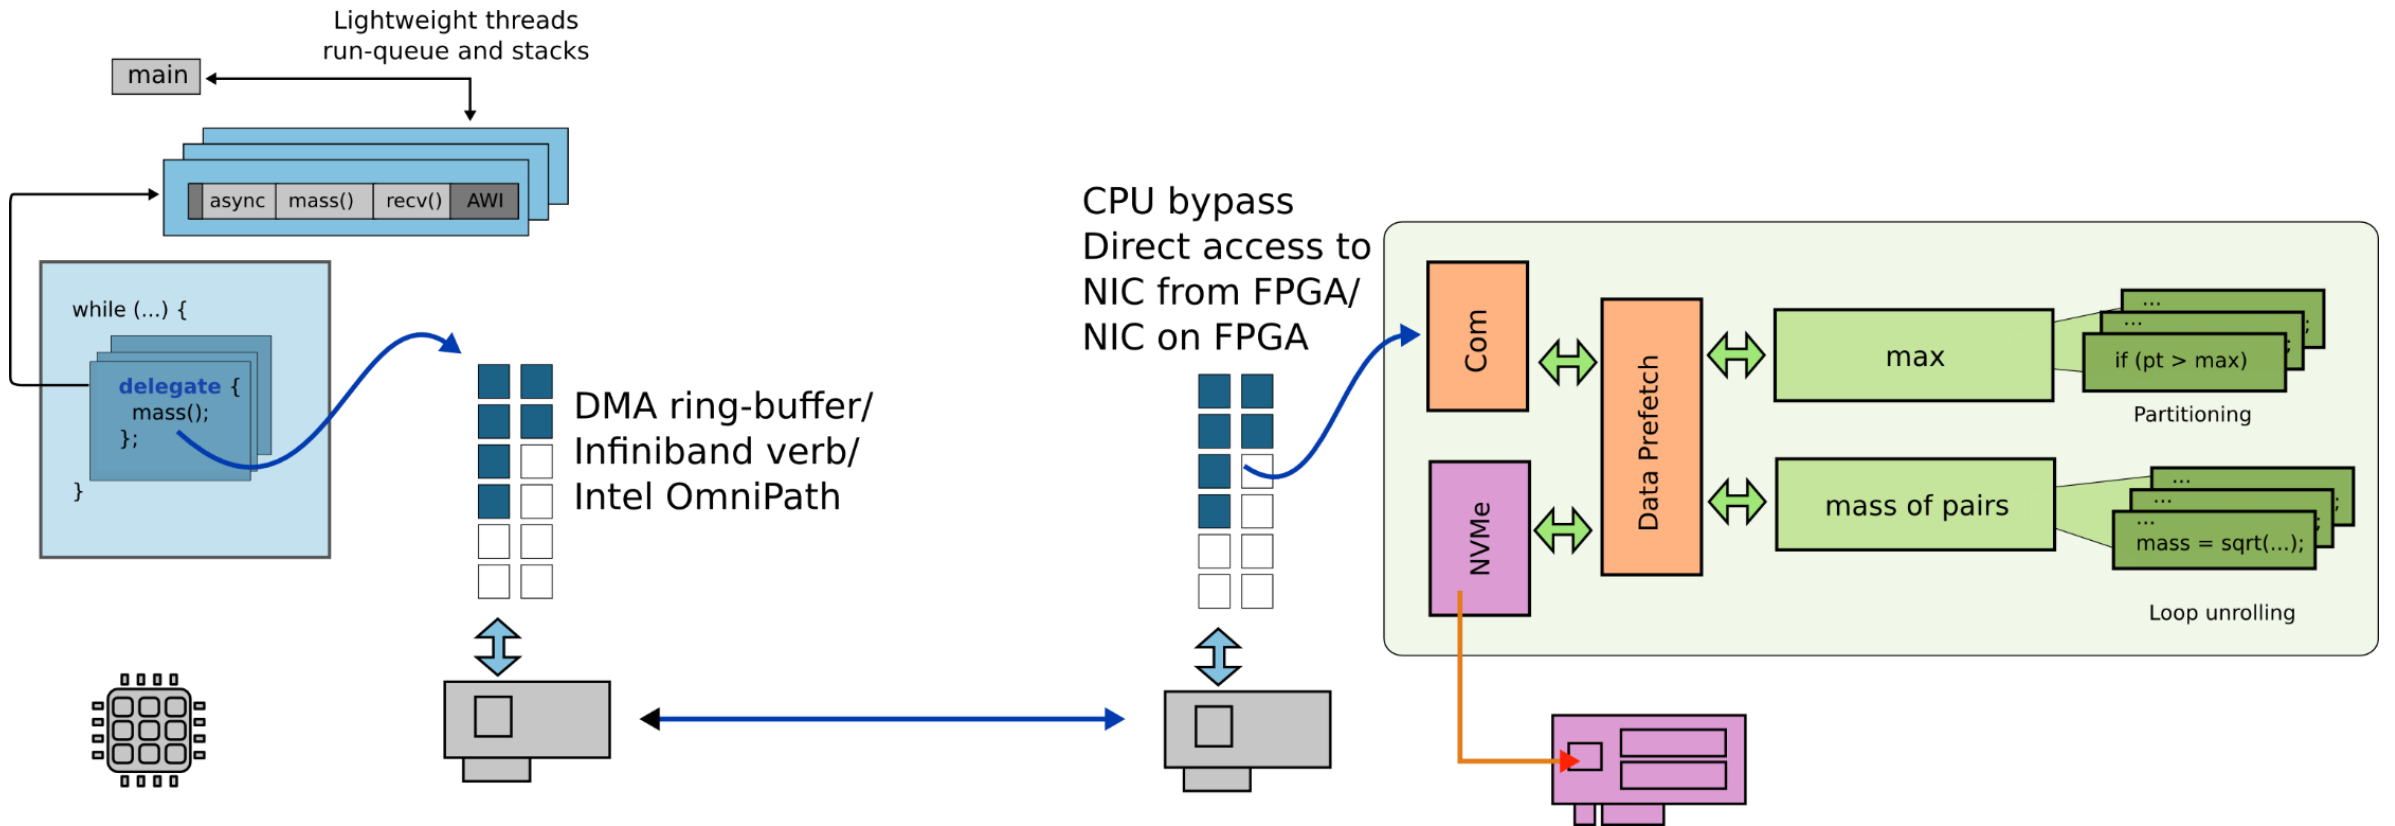 Lightweight threads
run-queue and stacks
main
async
mass()
recv()
AWI
while (...) {
delegate {
mass();
};
}
DMA ring-buffer/
Infiniband verb/
Intel OmniPath
CPU bypass
Direct access to
NIC from FPGA/
NIC on FPGA
Com
NVMe
Data Prefetch
max
...
...
;
;
if (pt > max)
Partitioning
mass of pairs
...
...
;
;
...
mass = sqrt(...);
Loop unrolling